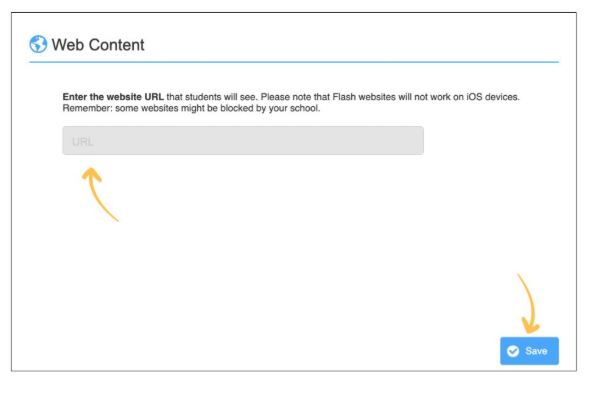 Web Content
Enter the website URL that students will see. Please note that Flash websites will not work on iOS devices.
Remember: some websites might be blocked by your school.
URL
Save